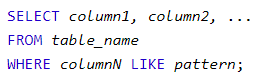 SELECT column1, column2, ...
FROM table_name
WHERE columnN LIKE pattern;